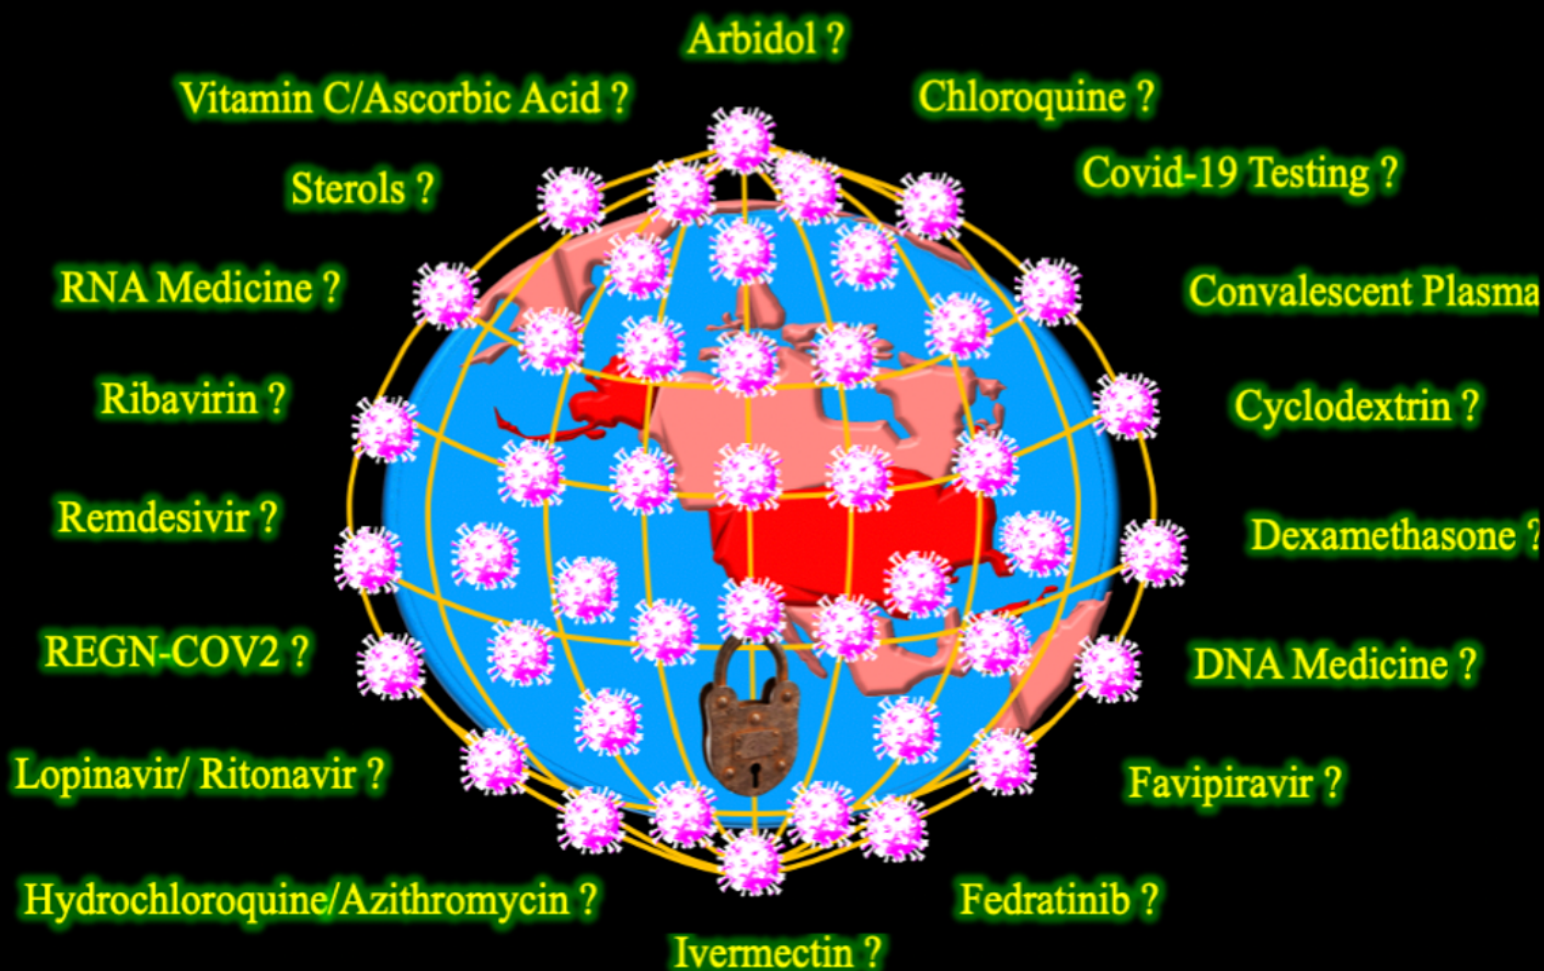 Arbidol ?
Vitamin C/Ascorbic Acid ?
Chloroquine ?
Sterols ?
Covid-19 Testing ?
RNA Medicine ?
Convalescent Plasma
Ribavirin ?
Cyclodextrin ?
Remdesivir ?
Dexamethasone ?
REGN-COV2 ?
DNA Medicine ?
Lopinavir/ Ritonavir ?
Favipiravir ?
Hydrochloroquine/Azithromycin ?
Fedratinib ?
Ivermectin ?